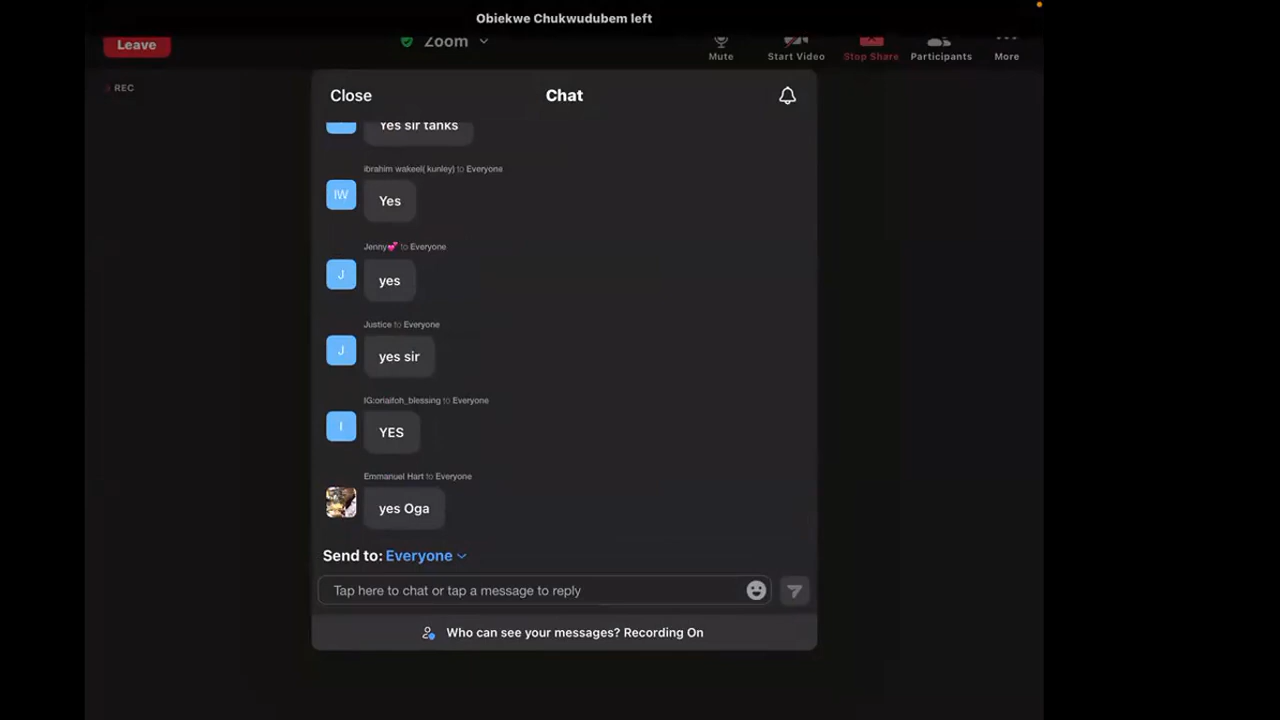 Obiekwe Chukwudubem left
Leave
Zoom
Mute
Start Video
Stop Share
Participants
More
REC
Close
Chat
Yes sir tanks
ibrahim wakeel( kunley) to Everyone
IW
Yes
Jenny💕 to Everyone
J
yes
Justice to Everyone
J
yes sir
IG:oriaifoh_blessing to Everyone
I
YES
Emmanuel Hart to Everyone
yes Oga
Send to: Everyone
Tap here to chat or tap a message to reply
Who can see your messages? Recording On